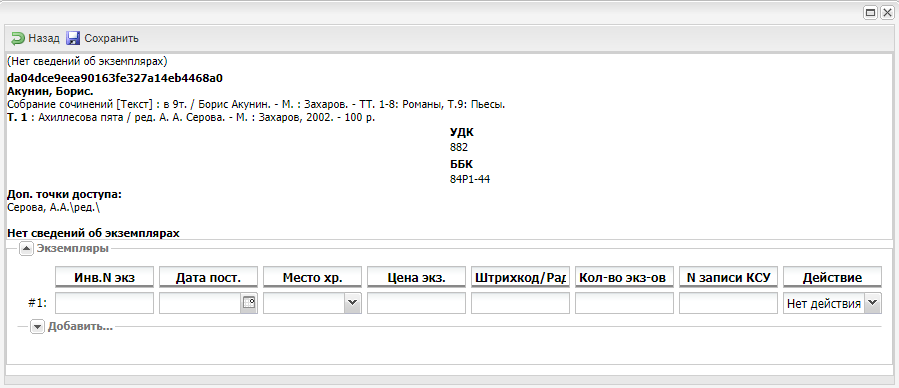 Назад Сохранить
(Нет сведений об экземплярах)
da04dce9eea90163fe327a14eb4468a0
Акунин, Борис.
Собрание сочинений [Текст] : в 9т. / Борис Акунин. - М. : Захаров. - ТТ. 1-8: Романы, Т.9: Пьесы.
Т. 1 : Ахиллесова пята / ред. А. А. Серова. - М. : Захаров, 2002. - 100 р.
УДК
882
ББК
84Р1-44
Доп. точки доступа:
Серова, А.А.\ред.\
Нет сведений об экземплярах
Экземпляры
Инв.N экз Дата пост. Место хр. Цена экз. Штрихкод/Рад Кол-во экз-ов N записи КСУ Действие
#1: Нет действия
Добавить...